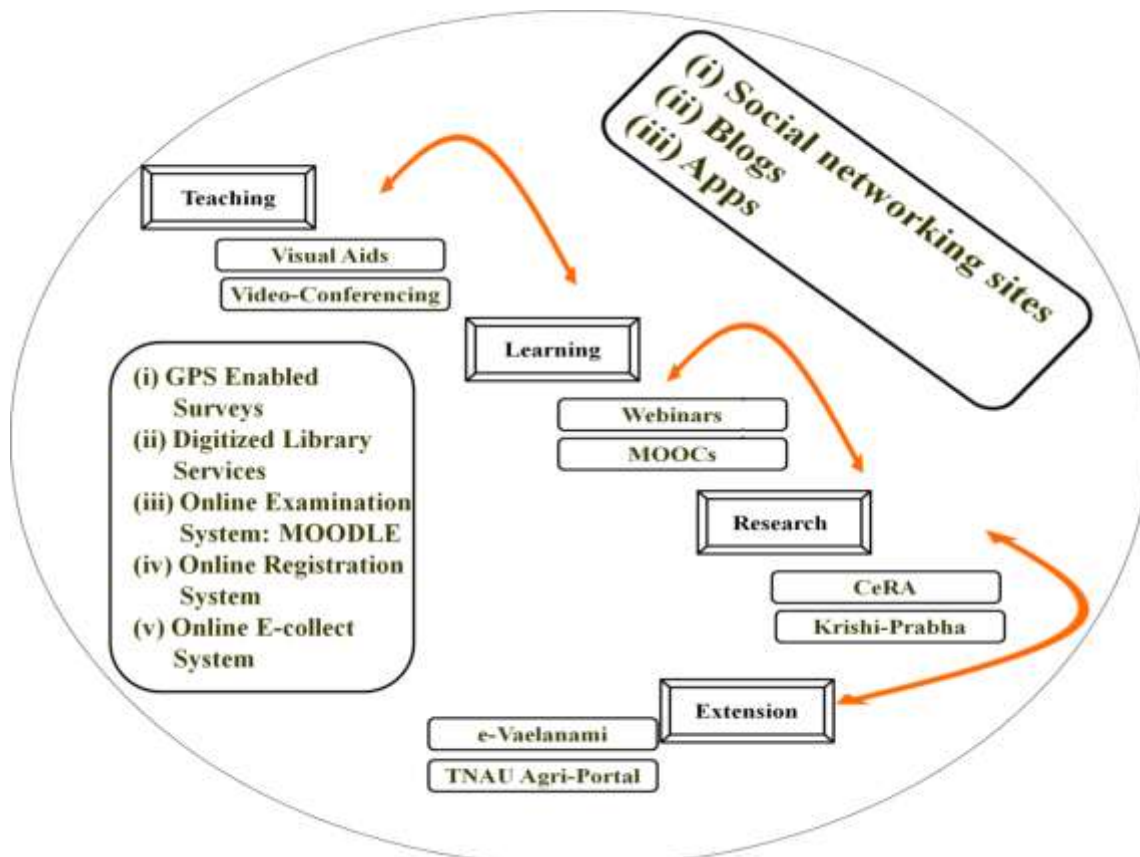 (i) Social networking sites
(ii) Blogs
(iii) Apps
Teaching
Visual Aids
Video-Conferencing
Learning
Webinars
MOOCs
(i) GPS Enabled
Surveys
(ii) Digitized Library
Services
(iii) Online Examination
System: MOODLE
(iv) Online Registration
System
(v) Online E-collect
System
Research
CeRA
Krishi-Prabha
Extension
e-Vaelanami
TNAU Agri-Portal